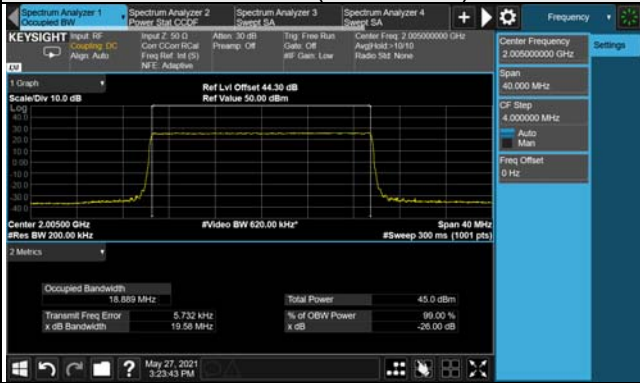 Spectrum Analyzer 1
Occupied BW
Spectrum Analyzer 2
Power Stat CCDF
Spectrum Analyzer 3
Swept SA
Spectrum Analyzer 4
Swept SA
Frequency
KEYSIGHT
Input: RF
Coupling: DC
Align: Auto
Input Z: 50 Ω
Corr CCorr RCal
Freq Ref: Int (S)
NFE: Adaptive
Atten: 30 dB
Preamp: Off
Trig: Free Run
Gate: Off
#IF Gain: Low
Center Freq: 2.005000000 GHz
Avg|Hold:>10/10
Radio Std: None
LXI
1 Graph
Scale/Div 10.0 dB
Ref Lvl Offset 44.30 dB
Ref Value 50.00 dBm
Log
40.0
30.0
20.0
10.0
0.00
-10.0
-20.0
-30.0
-40.0
Center 2.00500 GHz
#Res BW 200.00 kHz
#Video BW 620.00 kHz*
Span 40 MHz
#Sweep 300 ms (1001 pts)
2 Metrics
Occupied Bandwidth
18.889 MHz
Total Power 45.0 dBm
Transmit Freq Error 5.732 kHz
% of OBW Power 99.00 %
x dB Bandwidth 19.58 MHz
x dB -26.00 dB
Center Frequency
2.005000000 GHz
Settings
Span
40.000 MHz
CF Step
4.000000 MHz
Auto
Man
Freq Offset
0 Hz
?
May 27, 2021
3:23:43 PM